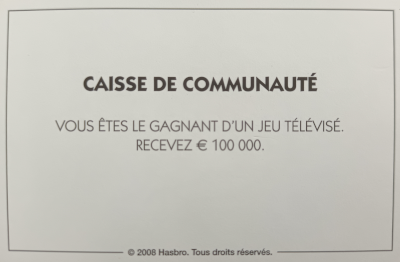 CAISSE DE COMMUNAUTÉ
VOUS ÊTES LE GAGNANT D'UN JEU TÉLÉVISÉ.
RECEVEZ € 100 000.
© 2008 Hasbro. Tous droits réservés.